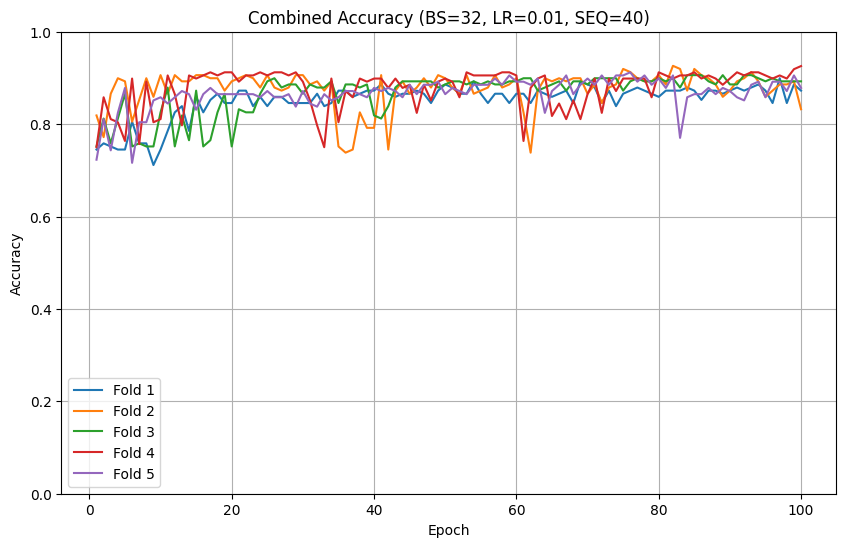 Combined Accuracy (BS=32, LR=0.01, SEQ=40)
1.0
0.8
0.6
0.4
0.2
0.0
Accuracy
Fold 1
Fold 2
Fold 3
Fold 4
Fold 5
0 20 40 60 80 100
Epoch